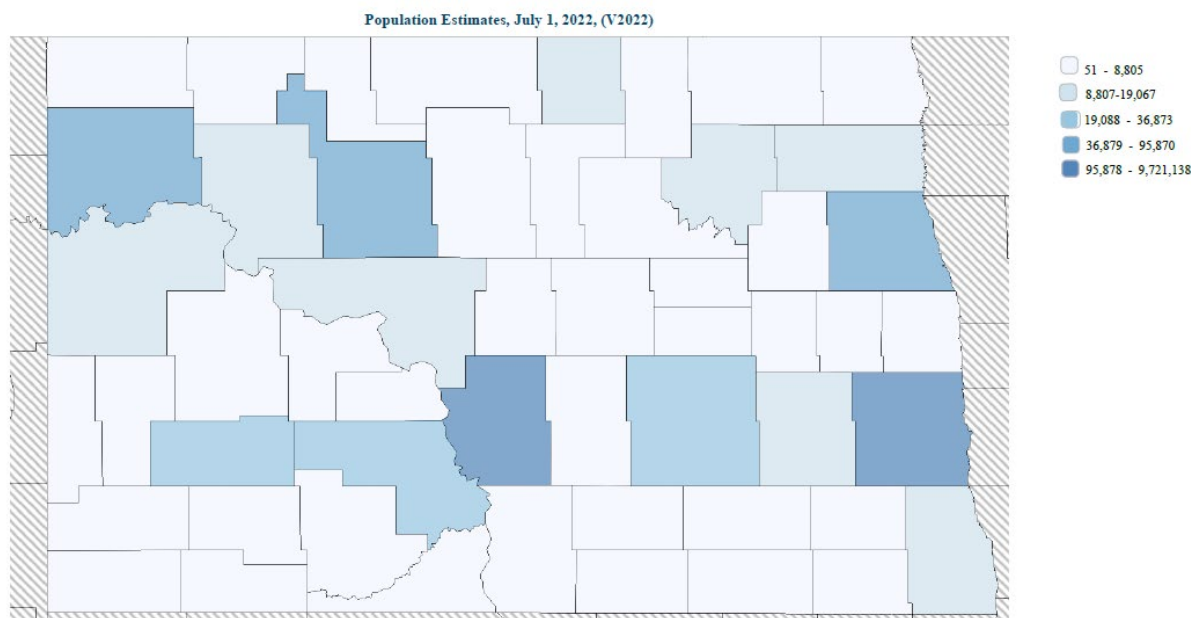 Population Estimates, July 1, 2022, (V2022)
51 - 8,805
8,807-19,067
19,088 - 36,873
36,879 - 95,870
95,878 - 9,721,138